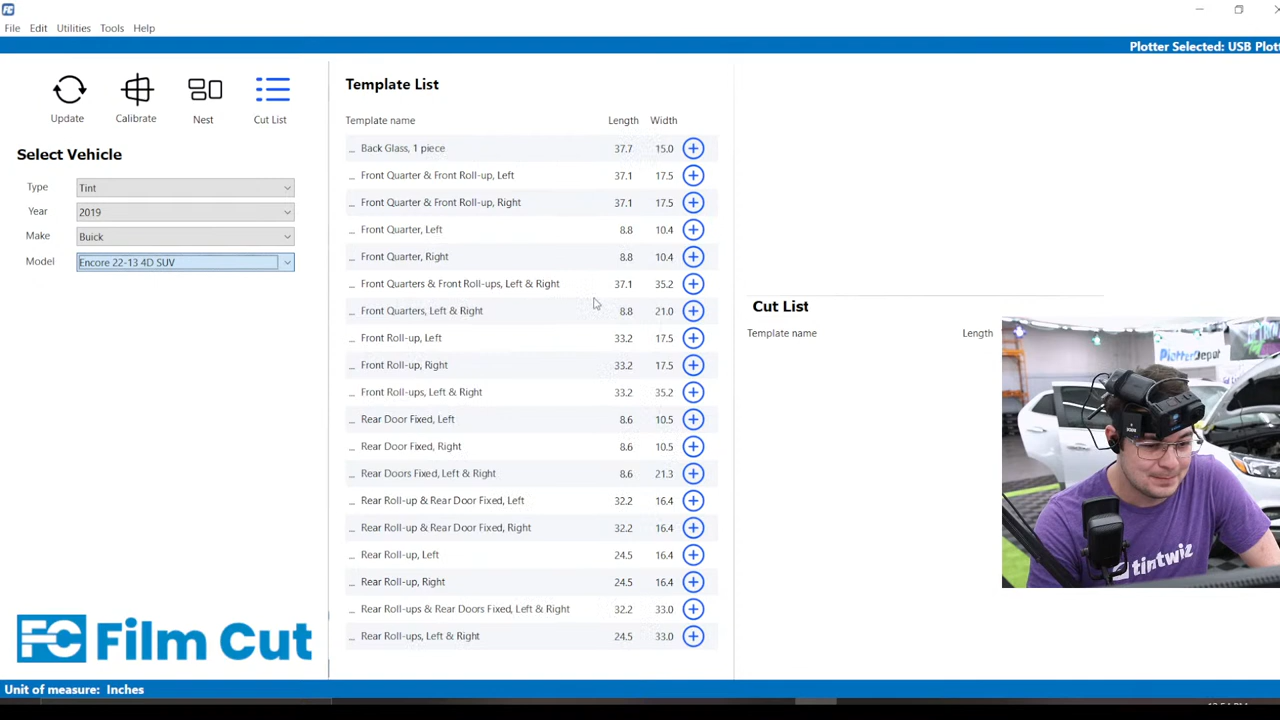 FC
File Edit Utilities Tools Help
Plotter Selected: USB Plott
Update Calibrate Nest Cut List
Select Vehicle
Type Tint
Year 2019
Make Buick
Model Encore 22-13 4D SUV
Template List
Template name Length Width
Back Glass, 1 piece 37.7 15.0
Front Quarter & Front Roll-up, Left 37.1 17.5
Front Quarter & Front Roll-up, Right 37.1 17.5
Front Quarter, Left 8.8 10.4
Front Quarter, Right 8.8 10.4
Front Quarters & Front Roll-ups, Left & Right 37.1 35.2
Front Quarters, Left & Right 8.8 21.0
Front Roll-up, Left 33.2 17.5
Front Roll-up, Right 33.2 17.5
Front Roll-ups, Left & Right 33.2 35.2
Rear Door Fixed, Left 8.6 10.5
Rear Door Fixed, Right 8.6 10.5
Rear Doors Fixed, Left & Right 8.6 21.3
Rear Roll-up & Rear Door Fixed, Left 32.2 16.4
Rear Roll-up & Rear Door Fixed, Right 32.2 16.4
Rear Roll-up, Left 24.5 16.4
Rear Roll-up, Right 24.5 16.4
Rear Roll-ups & Rear Doors Fixed, Left & Right 32.2 33.0
Rear Roll-ups, Left & Right 24.5 33.0
Cut List
Template name Length
PlotterDepot
tintwiz
FC Film Cut
Unit of measure: Inches